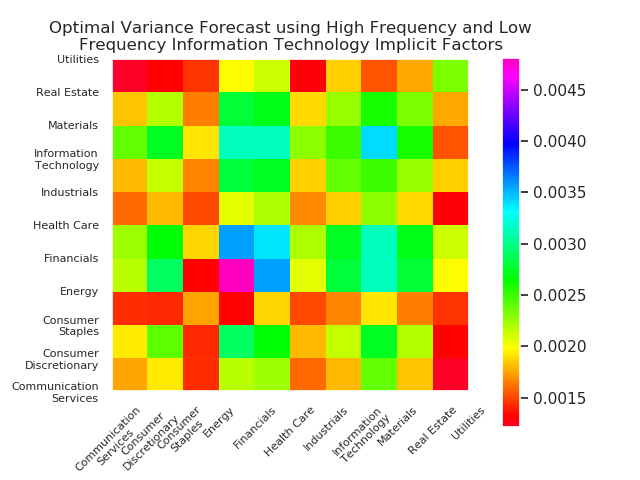 Optimal Variance Forecast using High Frequency and Low
Frequency Information Technology Implicit Factors
Utilities
Real Estate
Materials
Information
Technology
Industrials
Health Care
Financials
Energy
Consumer
Staples
Consumer
Discretionary
Communication
Services
Communication
Services
Consumer
Discretionary
Consumer
Staples
Energy
Financials
Health Care
Industrials
Information
Technology
Materials
Real Estate
Utilities
0.0045
0.0040
0.0035
0.0030
0.0025
0.0020
0.0015